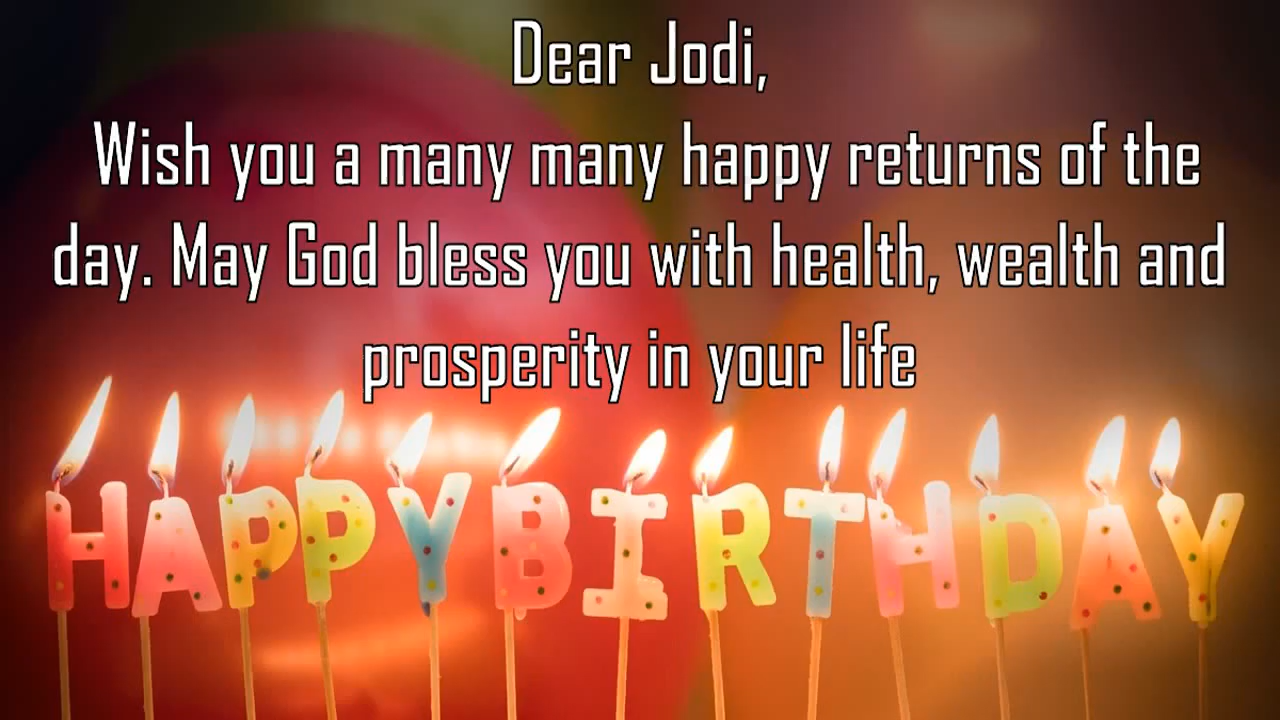 Dear Jodi,
Wish you a many many happy returns of the
day. May God bless you with health, wealth and
prosperity in your life
HAPPYBIRTHDAY